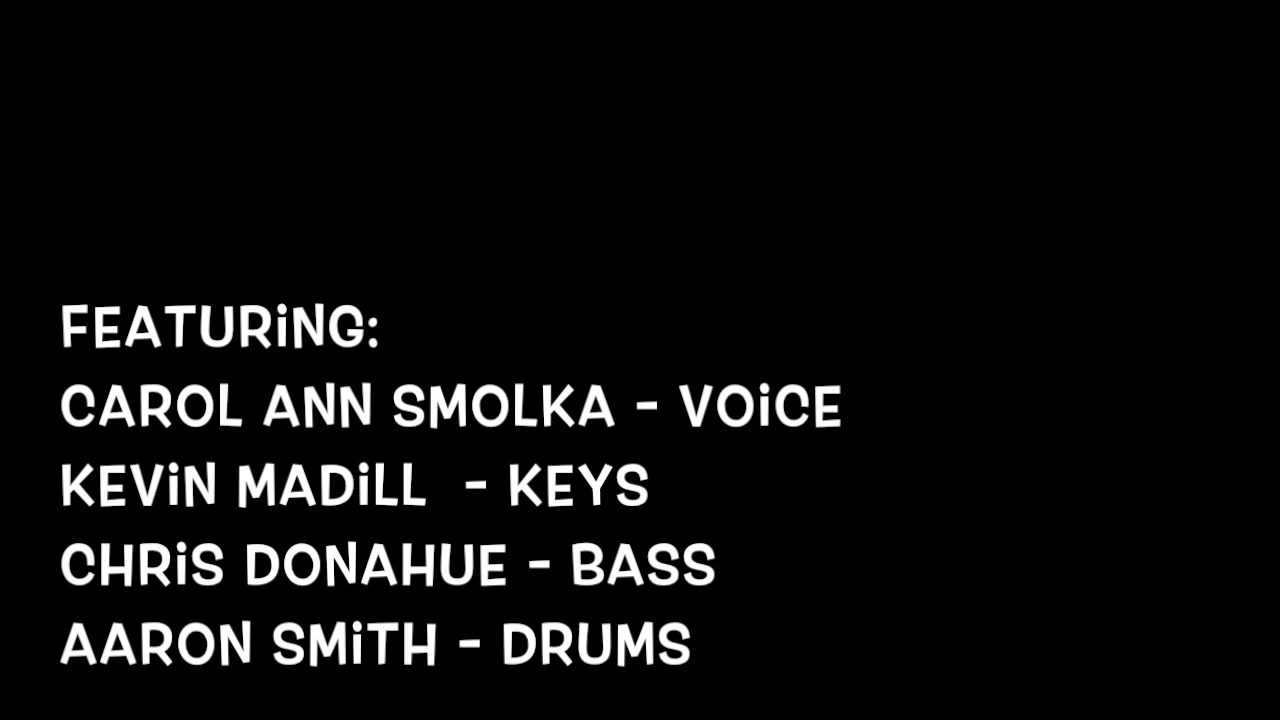 FEATURiNG:
CAROL ANN SMOLKA - VOiCE
KEViN MADiLL  - KEYS
CHRiS DONAHUE - BASS
AARON SMiTH - DRUMS